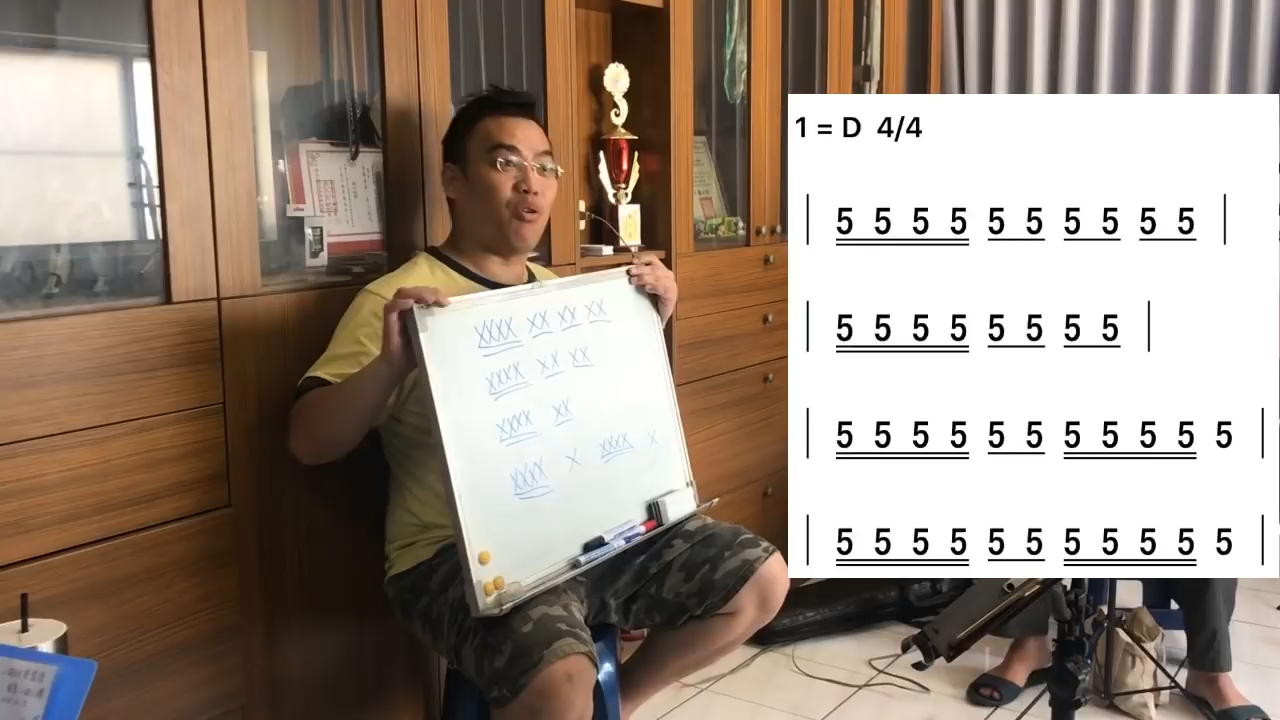 XXXX XX XX XX
XXXX XX XX
XXXX XX
XXXX X XXXX X
1 = D 4/4
| 5 5 5 5 5 5 5 5 5 5 |
| 5 5 5 5 5 5 5 5 |
| 5 5 5 5 5 5 5 5 5 5 5 |
| 5 5 5 5 5 5 5 5 5 5 5 |